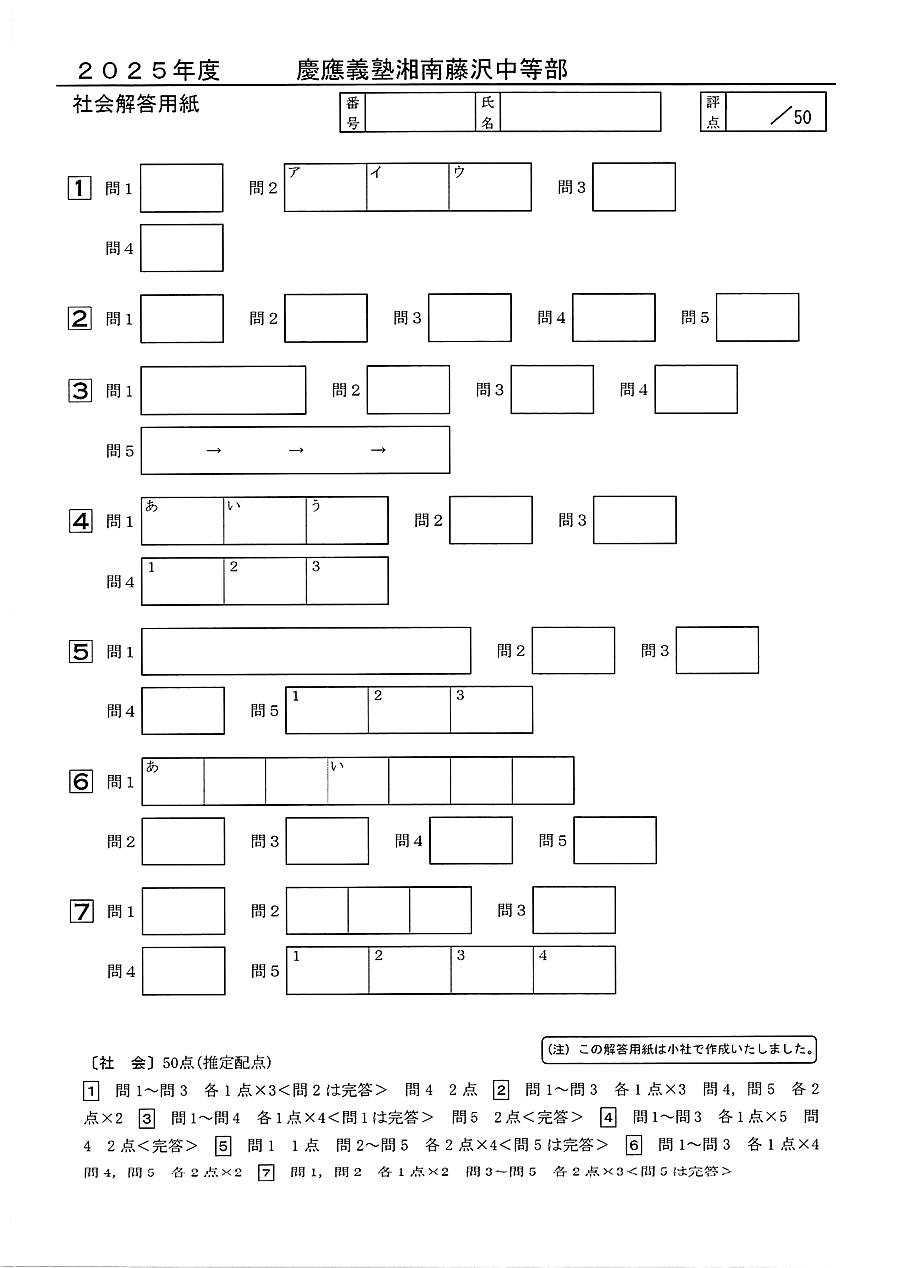 2025年度 慶應義塾湘南藤沢中等部
社会解答用紙 番号 氏名 評点 ／50
1 問1 問2 ア イ ウ 問3
問4
2 問1 問2 問3 問4 問5
3 問1 問2 問3 問4
問5 → → →
4 問1 あ い う 問2 問3
問4 1 2 3
5 問1 問2 問3
問4 問5 1 2 3
6 問1 あ い
問2 問3 問4 問5
7 問1 問2 問3
問4 問5 1 2 3 4
〔社 会〕50点(推定配点) (注) この解答用紙は小社で作成いたしました。
1 問1～問3 各1点×3＜問2は完答＞ 問4 2点 2 問1～問3 各1点×3 問4, 問5 各2
点×2 3 問1～問4 各1点×4＜問1は完答＞ 問5 2点＜完答＞ 4 問1～問3 各1点×5 問
4 2点＜完答＞ 5 問1 1点 問2～問5 各2点×4＜問5は完答＞ 6 問1～問3 各1点×4
問4, 問5 各2点×2 7 問1, 問2 各1点×2 問3～問5 各2点×3＜問5は完答＞